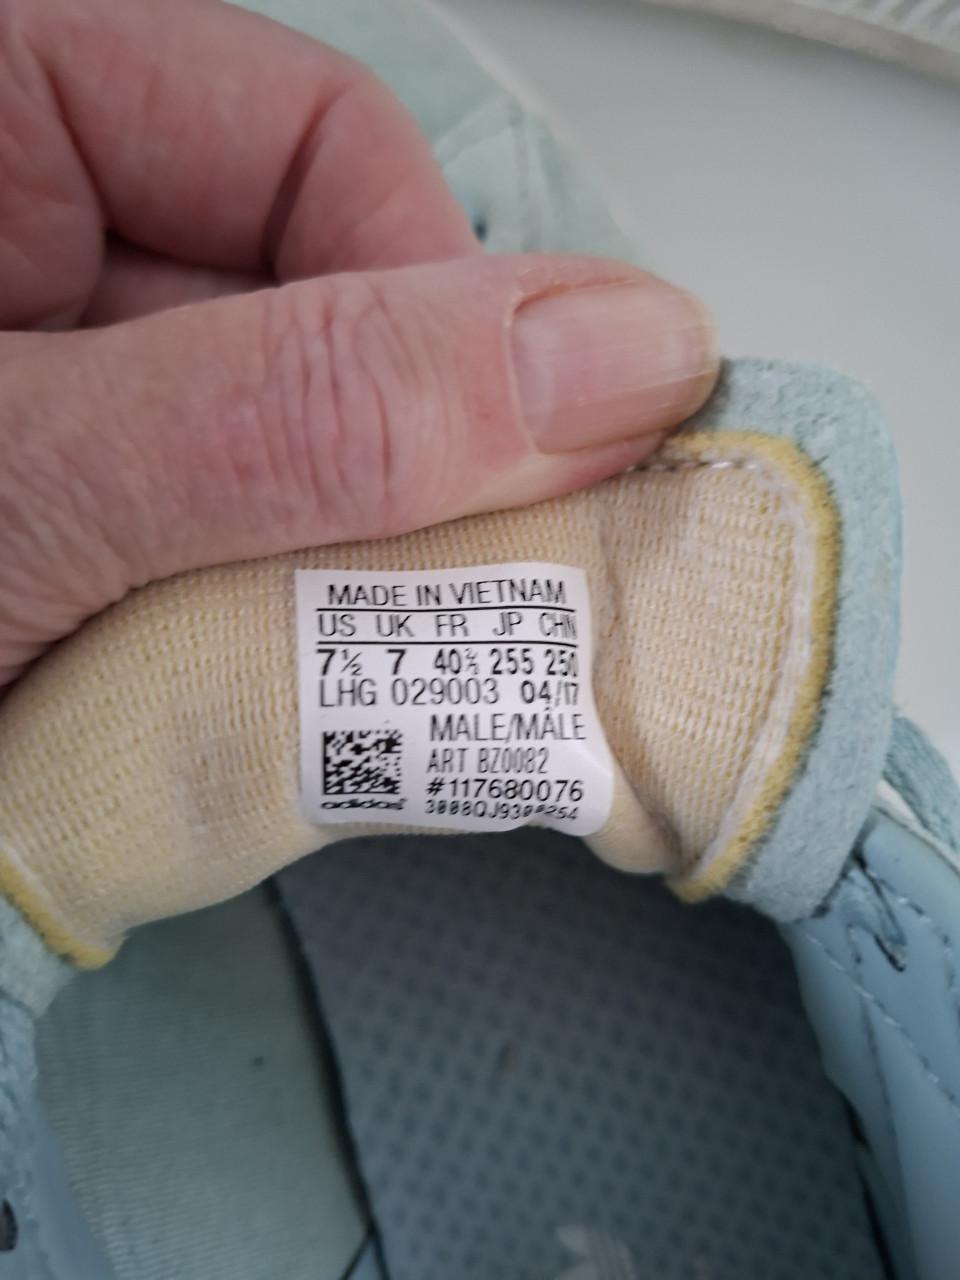 MADE IN VIETNAM
US UK FR JP CHN
7½ 7 40⅔ 255 250
LHG 029003 04/17
MALE/MÂLE
ART BZ0082
#117680076
adidas